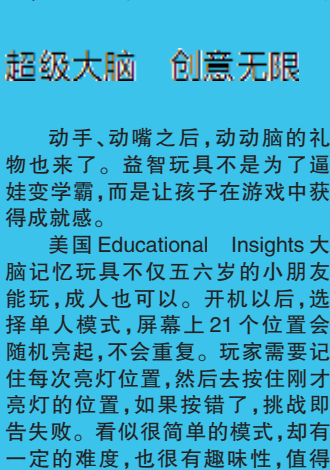 超级大脑　创意无限
动手、动嘴之后,动动脑的礼
物也来了。益智玩具不是为了逼
娃变学霸,而是让孩子在游戏中获
得成就感。
美国 Educational　Insights 大
脑记忆玩具不仅五六岁的小朋友
能玩,成人也可以。开机以后,选
择单人模式,屏幕上 21 个位置会
随机亮起,不会重复。玩家需要记
住每次亮灯位置,然后去按住刚才
亮灯的位置,如果按错了,挑战即
告失败。看似很简单的模式,却有
一定的难度,也很有趣味性,值得